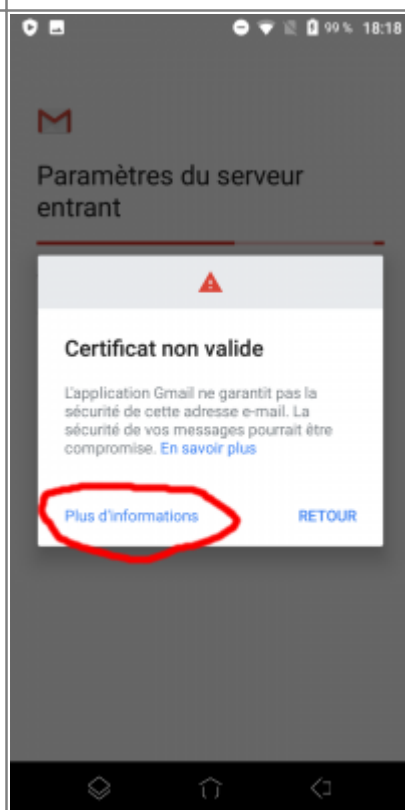 99 % 18:18
Paramètres du serveur
entrant
Certificat non valide
L'application Gmail ne garantit pas la
sécurité de cette adresse e-mail. La
sécurité de vos messages pourrait être
compromise. En savoir plus
Plus d'informations RETOUR